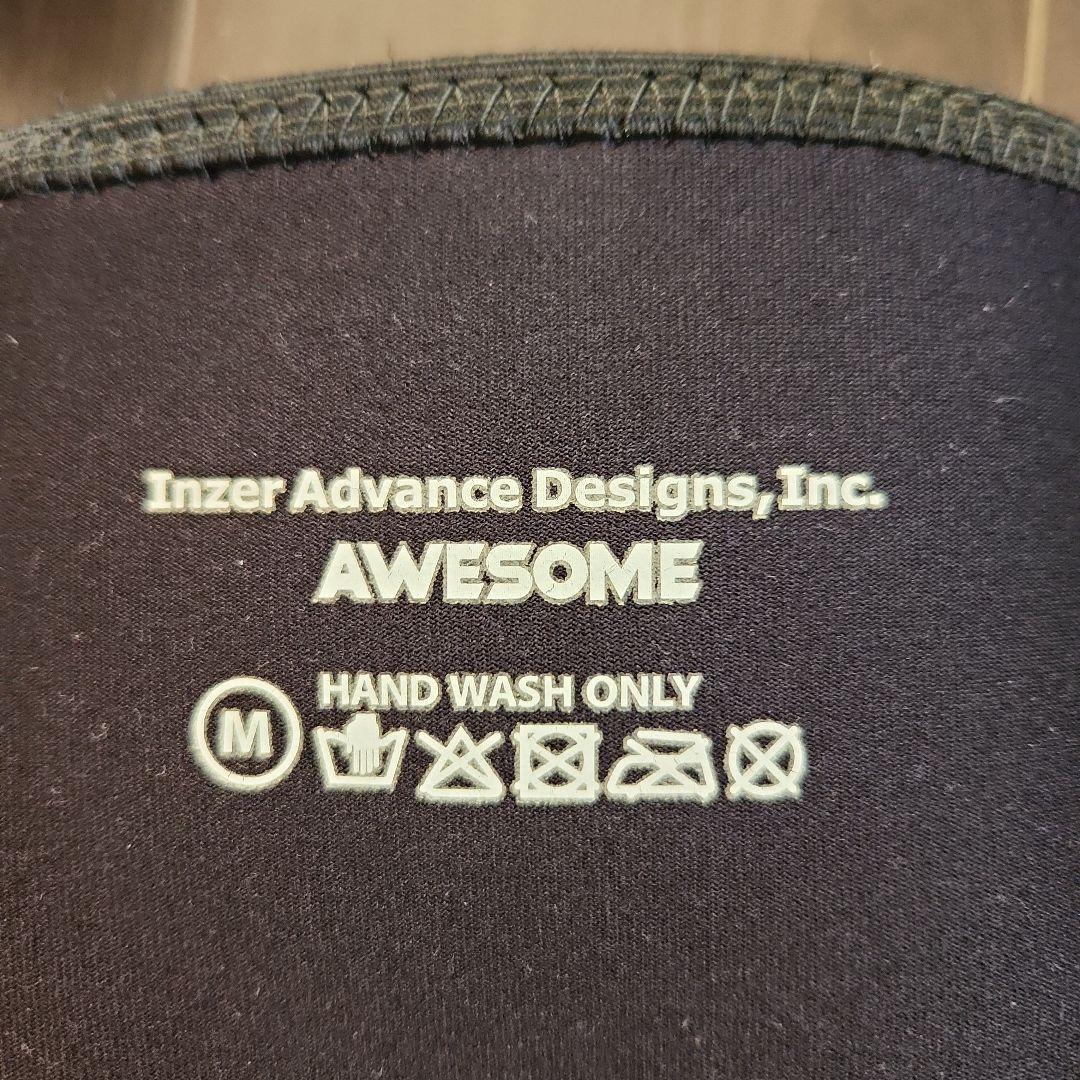 Inzer Advance Designs, Inc.
AWESOME
HAND WASH ONLY
M